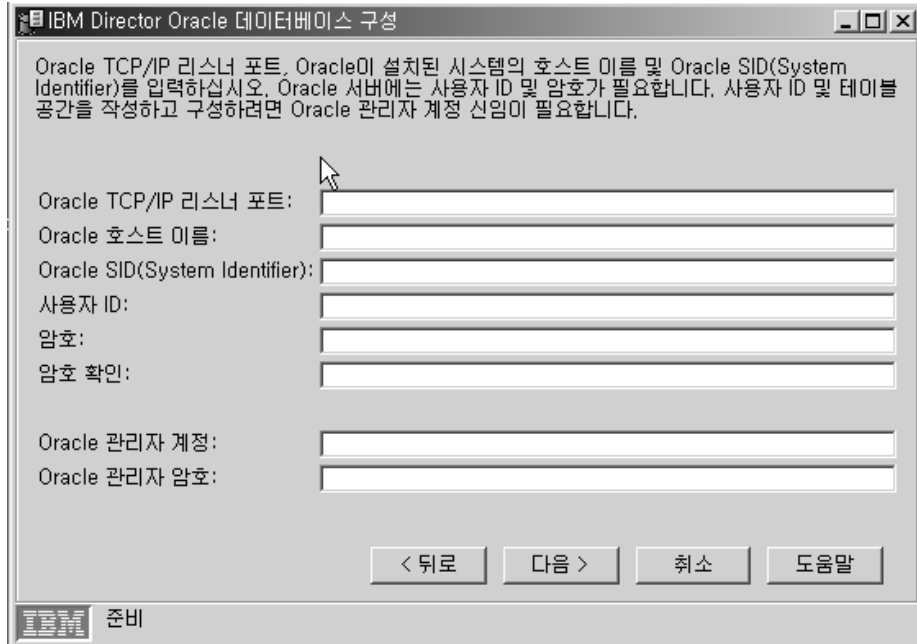 IBM Director Oracle 데이터베이스 구성
Oracle TCP/IP 리스너 포트, Oracle이 설치된 시스템의 호스트 이름 및 Oracle SID(System
Identifier)를 입력하십시오. Oracle 서버에는 사용자 ID 및 암호가 필요합니다. 사용자 ID 및 테이블
공간을 작성하고 구성하려면 Oracle 관리자 계정 신임이 필요합니다.
Oracle TCP/IP 리스너 포트:
Oracle 호스트 이름:
Oracle SID(System Identifier):
사용자 ID:
암호:
암호 확인:
Oracle 관리자 계정:
Oracle 관리자 암호:
< 뒤로 다음 > 취소 도움말
IBM 준비